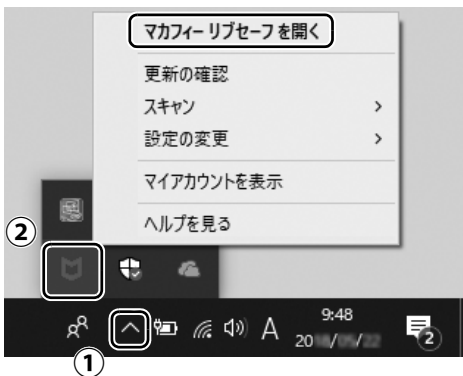 マカフィー リブセーフ を開く
更新の確認
スキャン
設定の変更
マイアカウントを表示
ヘルプを見る
②
A
9:48
2
①